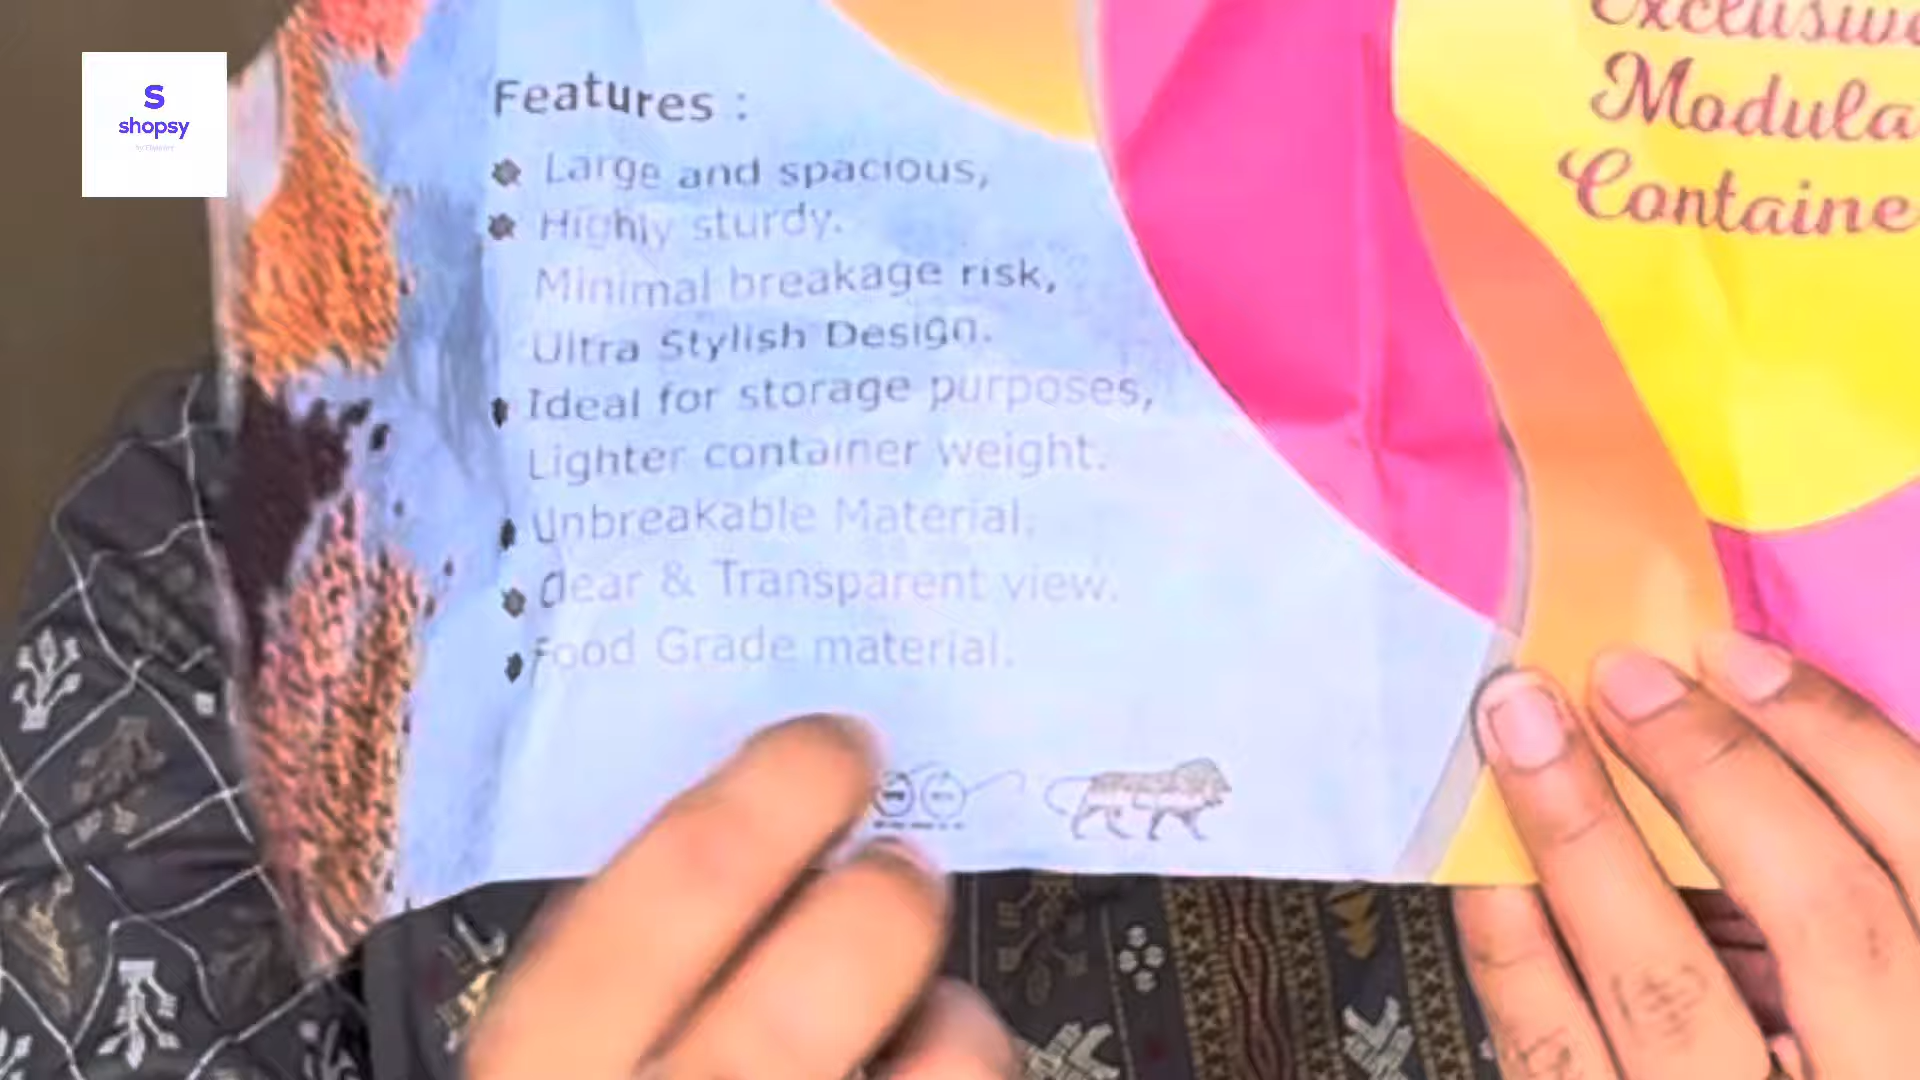 S
shopsy
Features :
Large and spacious,
Highly sturdy.
Minimal breakage risk,
Ultra Stylish Design.
Ideal for storage purposes,
Lighter container weight.
Unbreakable Material.
Clear & Transparent view.
Food Grade material.
Exclusive
Modula
Containe